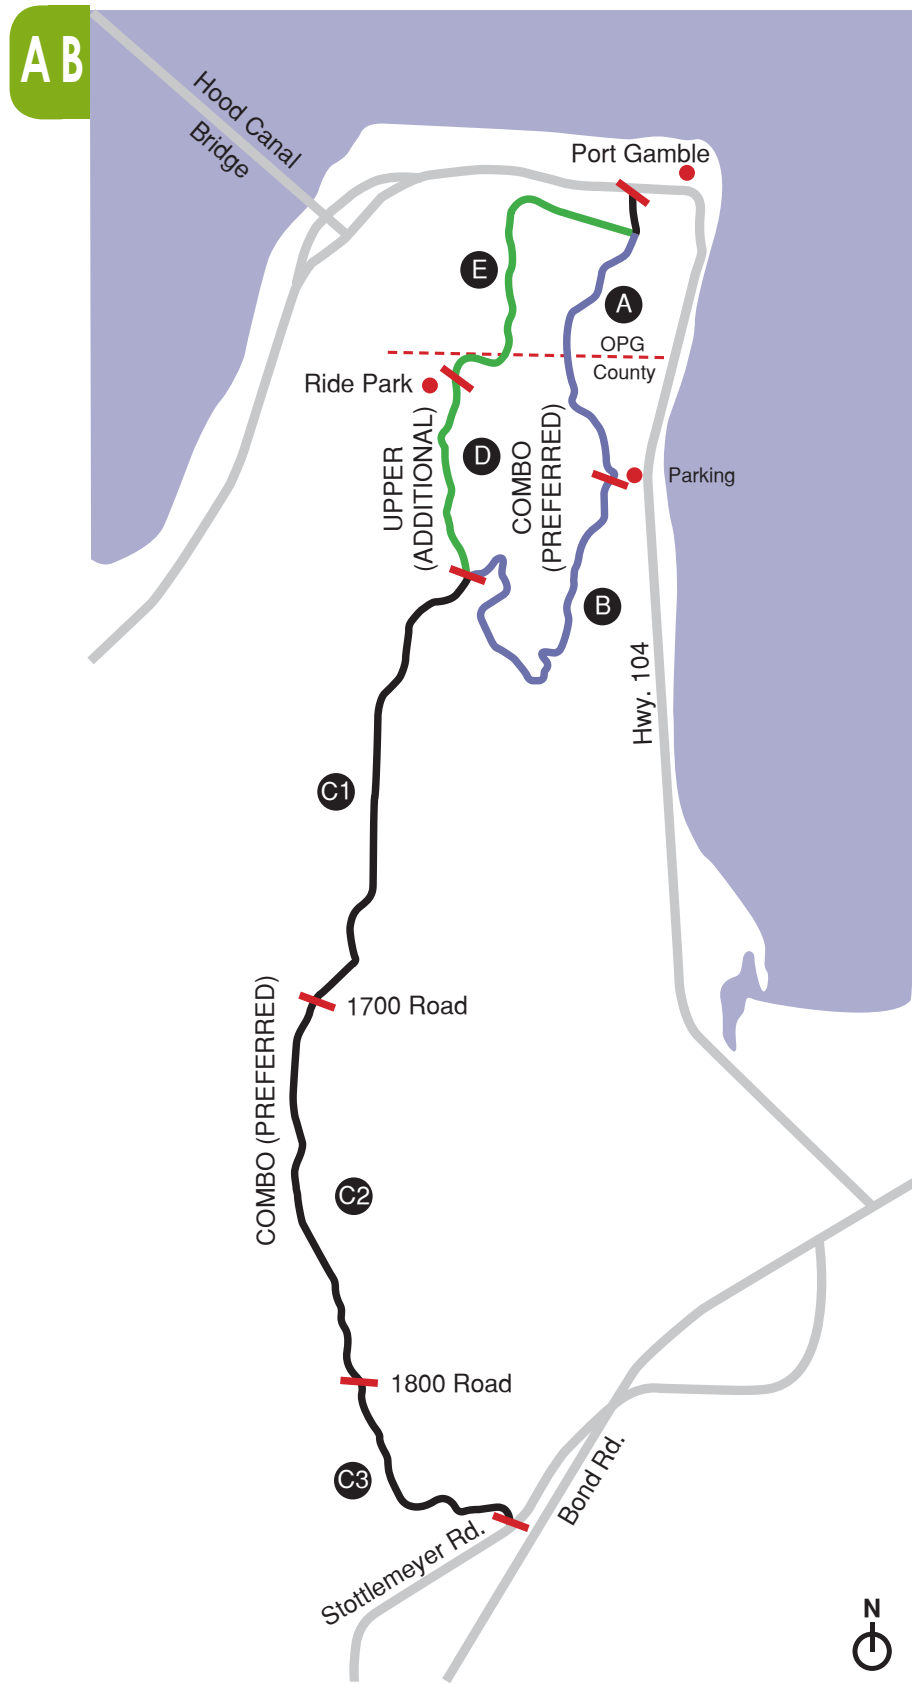 A B
Hood Canal
Bridge
Port Gamble
E
A
OPG
County
Ride Park
UPPER
(ADDITIONAL)
D
COMBO
(PREFERRED)
Parking
B
Hwy. 104
C1
1700 Road
COMBO (PREFERRED)
C2
1800 Road
C3
Bond Rd.
Stottlemeyer Rd.
N